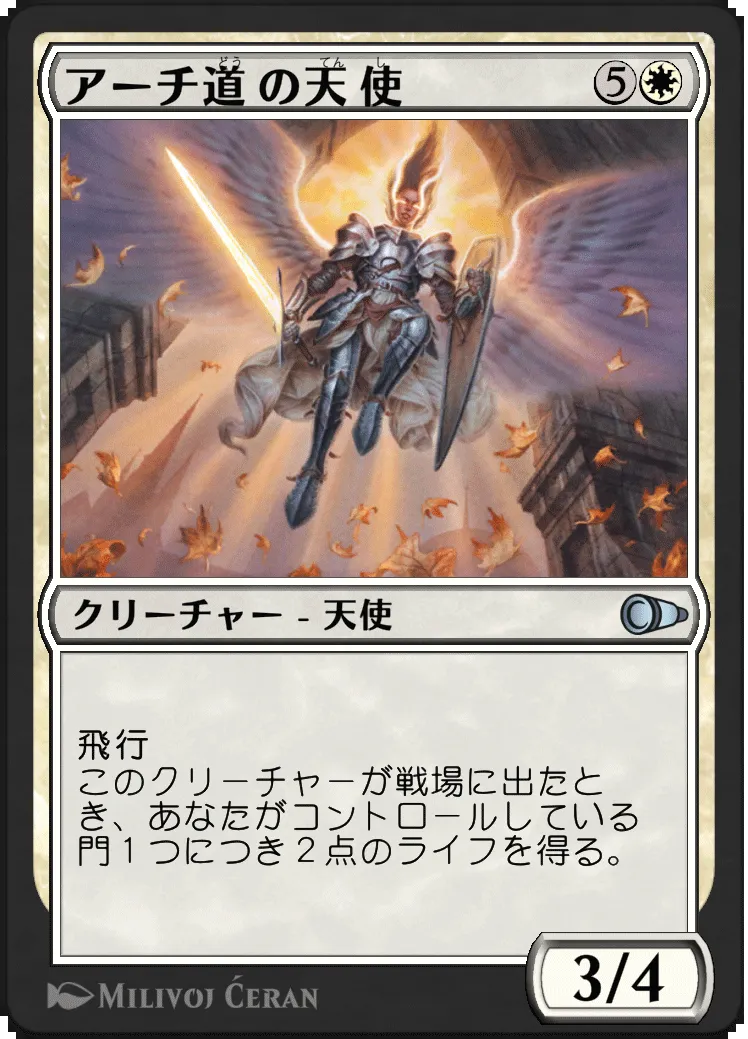 アーチ道の天使 5
クリーチャー - 天使
飛行
このクリーチャーが戦場に出たと
き、あなたがコントロールしている
門1つにつき2点のライフを得る。
3/4
MILIVOJ ĆERAN